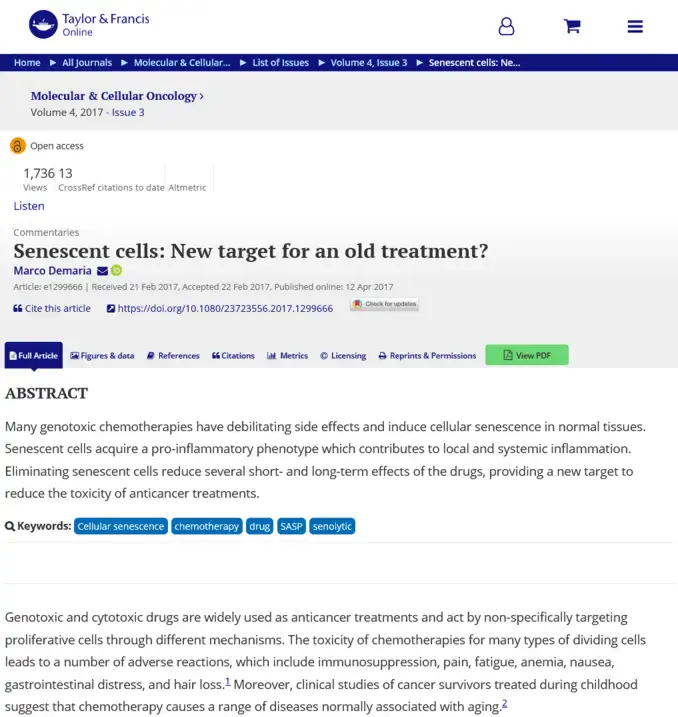 Taylor & Francis
Online
Home ▶ All Journals ▶ Molecular & Cellular... ▶ List of Issues ▶ Volume 4, Issue 3 ▶ Senescent cells: Ne...
Molecular & Cellular Oncology ›
Volume 4, 2017 - Issue 3
Open access
1,736 13
Views CrossRef citations to date Altmetric
Listen
Commentaries
Senescent cells: New target for an old treatment?
Marco Demaria iD
Article: e1299666 | Received 21 Feb 2017, Accepted 22 Feb 2017, Published online: 12 Apr 2017
Cite this article https://doi.org/10.1080/23723556.2017.1299666 Check for updates
Full Article Figures & data References Citations Metrics Licensing Reprints & Permissions View PDF
ABSTRACT
Many genotoxic chemotherapies have debilitating side effects and induce cellular senescence in normal tissues.
Senescent cells acquire a pro-inflammatory phenotype which contributes to local and systemic inflammation.
Eliminating senescent cells reduce several short- and long-term effects of the drugs, providing a new target to
reduce the toxicity of anticancer treatments.
Keywords: Cellular senescence chemotherapy drug SASP senolytic
Genotoxic and cytotoxic drugs are widely used as anticancer treatments and act by non-specifically targeting
proliferative cells through different mechanisms. The toxicity of chemotherapies for many types of dividing cells
leads to a number of adverse reactions, which include immunosuppression, pain, fatigue, anemia, nausea,
gastrointestinal distress, and hair loss.1 Moreover, clinical studies of cancer survivors treated during childhood
suggest that chemotherapy causes a range of diseases normally associated with aging.2